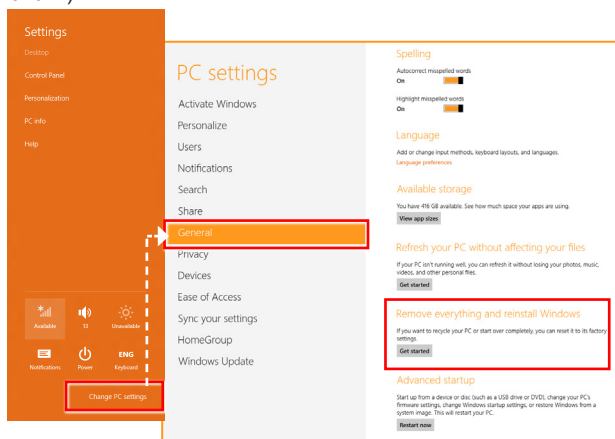 Settings
Desktop
Control Panel
Personalization
PC info
Help
Available
13
Unavailable
Notifications
Power
ENG
Keyboard
Change PC settings
PC settings
Activate Windows
Personalize
Users
Notifications
Search
Share
General
Privacy
Devices
Ease of Access
Sync your settings
HomeGroup
Windows Update
Spelling
Autocorrect misspelled words
On
Highlight misspelled words
On
Language
Add or change input methods, keyboard layouts, and languages.
Language preferences
Available storage
You have 416 GB available. See how much space your apps are using.
View app sizes
Refresh your PC without affecting your files
If your PC isn't running well, you can refresh it without losing your photos, music,
videos, and other personal files.
Get started
Remove everything and reinstall Windows
If you want to recycle your PC or start over completely, you can reset it to its factory
settings.
Get started
Advanced startup
Start up from a device or disc (such as a USB drive or DVD), change your PC's
firmware settings, change Windows startup settings, or restore Windows from a
system image. This will restart your PC.
Restart now